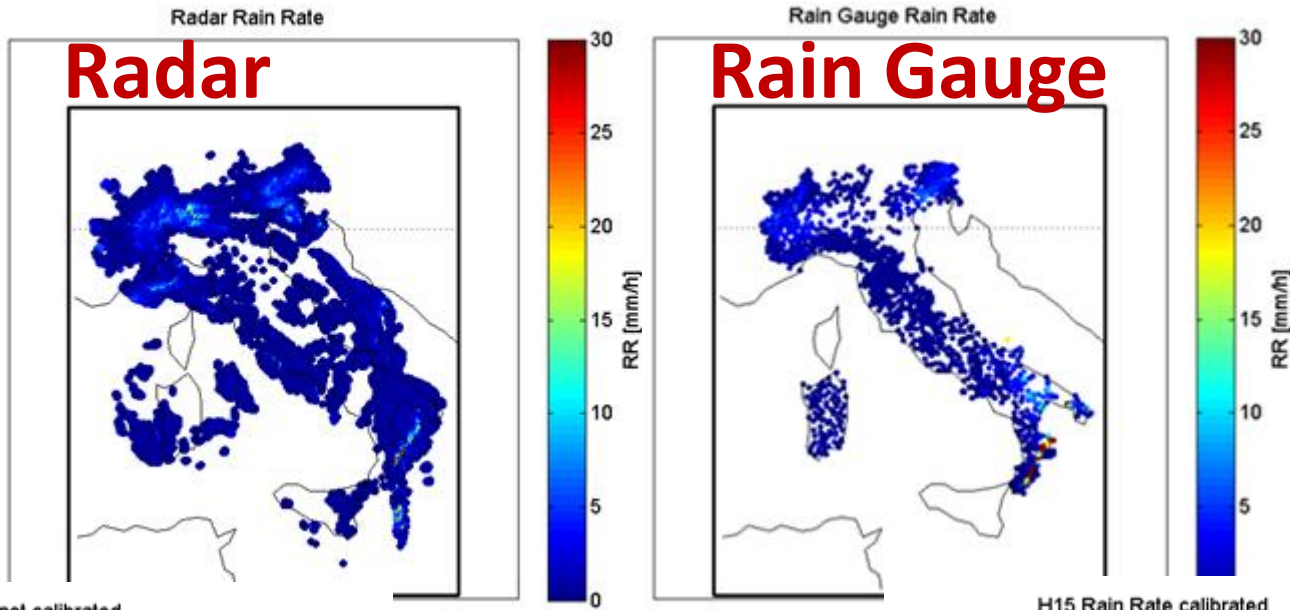 Radar Rain Rate
Radar
30
25
20
15
10
5
0
RR [mm/h]
Rain Gauge Rain Rate
Rain Gauge
30
25
20
15
10
5
RR [mm/h]
calibrated
H15 Rain Rate calibrated